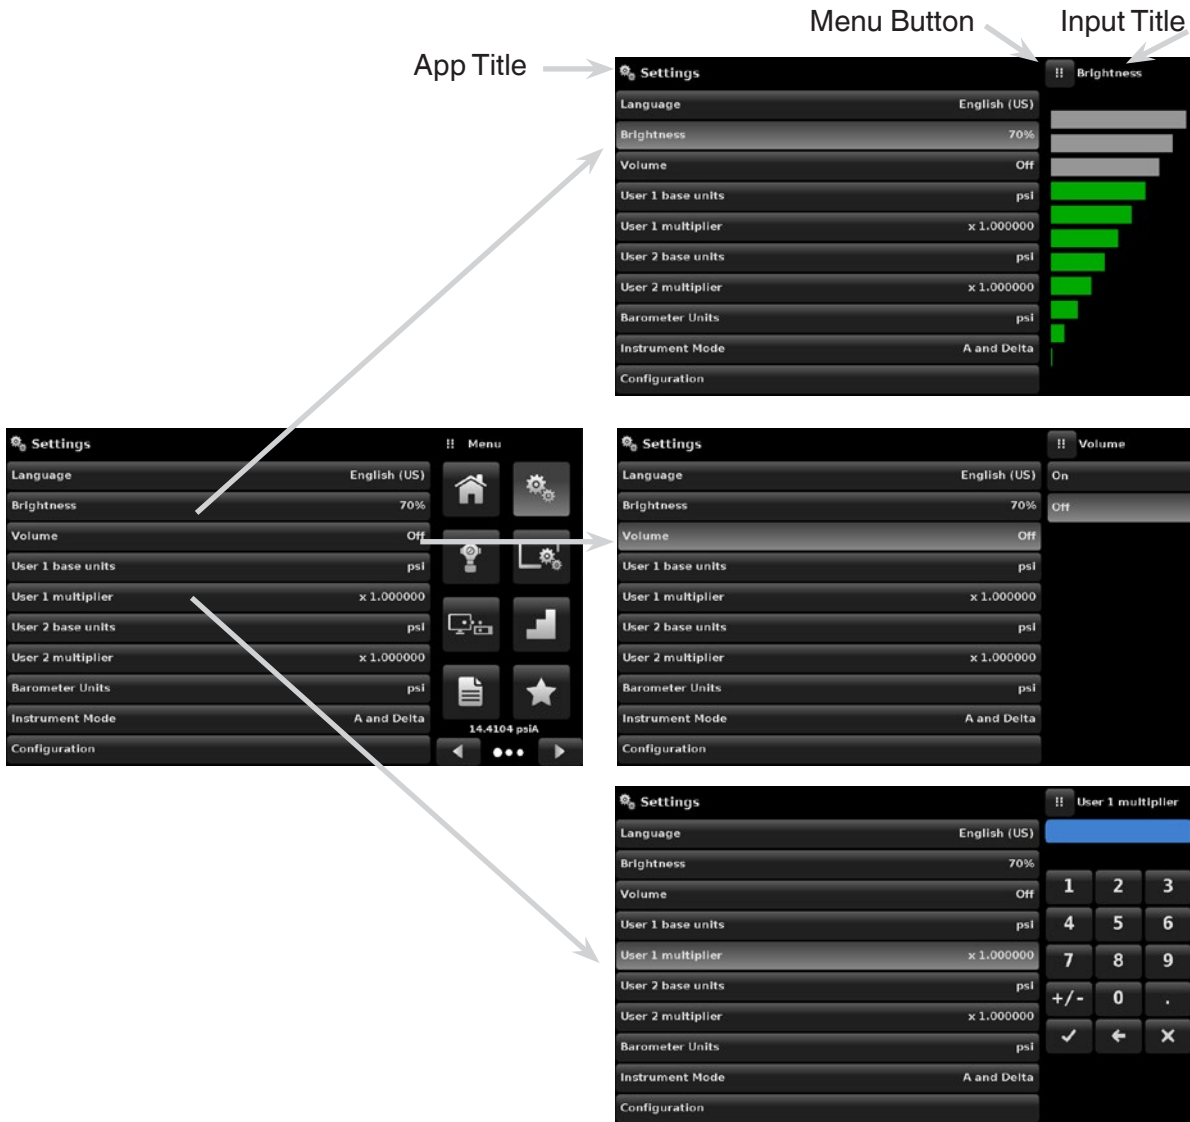 Menu Button
Input Title
App Title
Settings
!! Brightness
Language English (US)
Brightness 70%
Volume Off
User 1 base units psi
User 1 multiplier x 1.000000
User 2 base units psi
User 2 multiplier x 1.000000
Barometer Units psi
Instrument Mode A and Delta
Configuration
Settings
!! Menu
Language English (US)
Brightness 70%
Volume Off
User 1 base units psi
User 1 multiplier x 1.000000
User 2 base units psi
User 2 multiplier x 1.000000
Barometer Units psi
Instrument Mode A and Delta
Configuration
14.4104 psiA
Settings
!! Volume
Language English (US)
Brightness 70%
Volume Off
User 1 base units psi
User 1 multiplier x 1.000000
User 2 base units psi
User 2 multiplier x 1.000000
Barometer Units psi
Instrument Mode A and Delta
Configuration
On
Off
Settings
!! User 1 multiplier
Language English (US)
Brightness 70%
Volume Off
User 1 base units psi
User 1 multiplier x 1.000000
User 2 base units psi
User 2 multiplier x 1.000000
Barometer Units psi
Instrument Mode A and Delta
Configuration
1 2 3
4 5 6
7 8 9
+/- 0 .